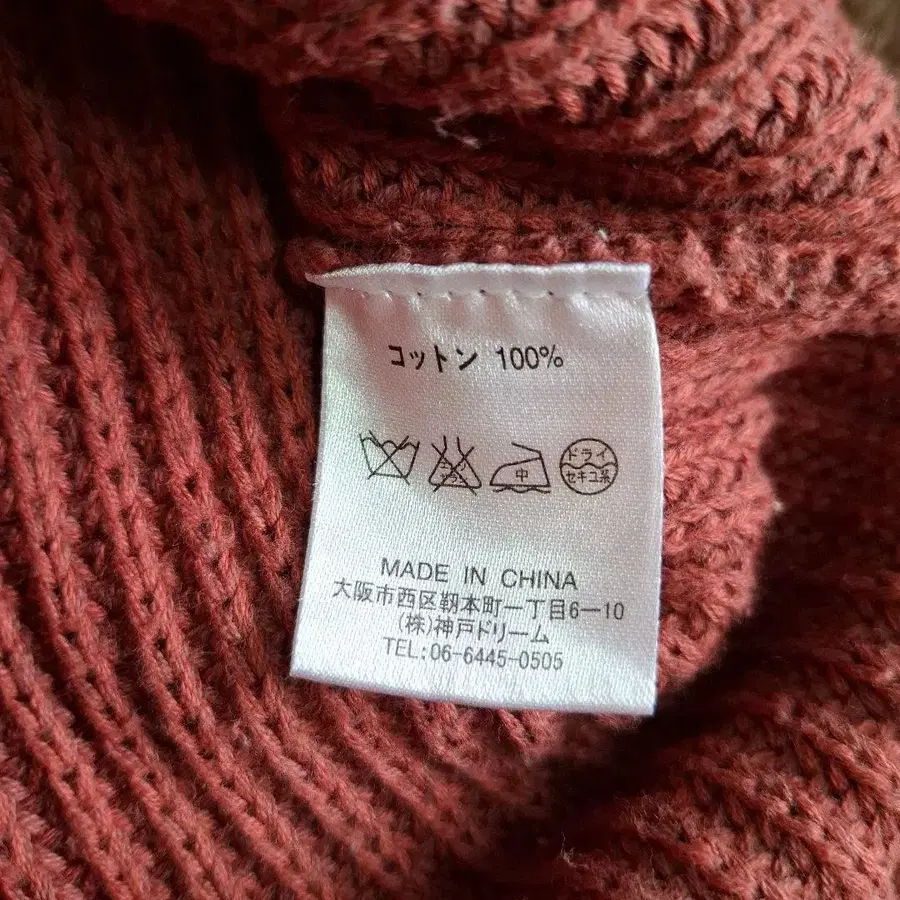 コットン 100%
中
ドライ
セキユ系
MADE IN CHINA
大阪市西区靭本町一丁目6ー10
(株)神戸ドリーム
TEL:06-6445-0505